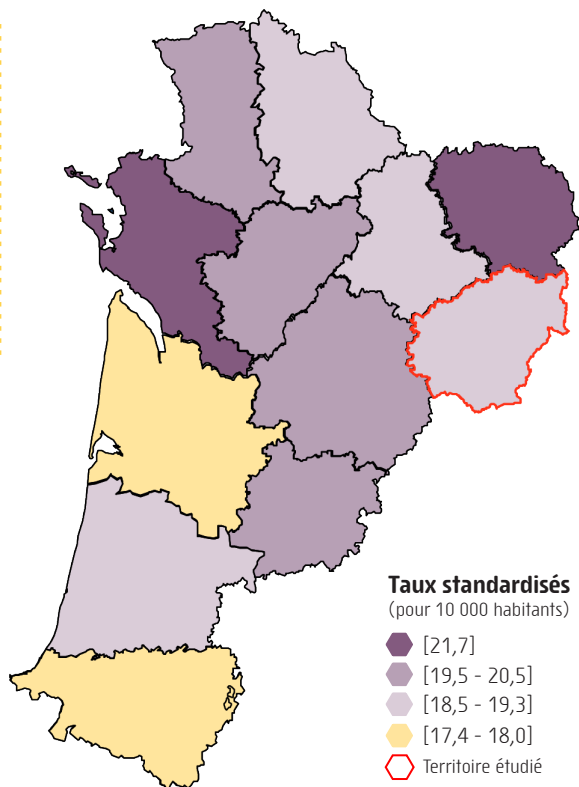 Taux standardisés
(pour 10 000 habitants)
[21,7]
[19,5 - 20,5]
[18,5 - 19,3]
[17,4 - 18,0]
Territoire étudié